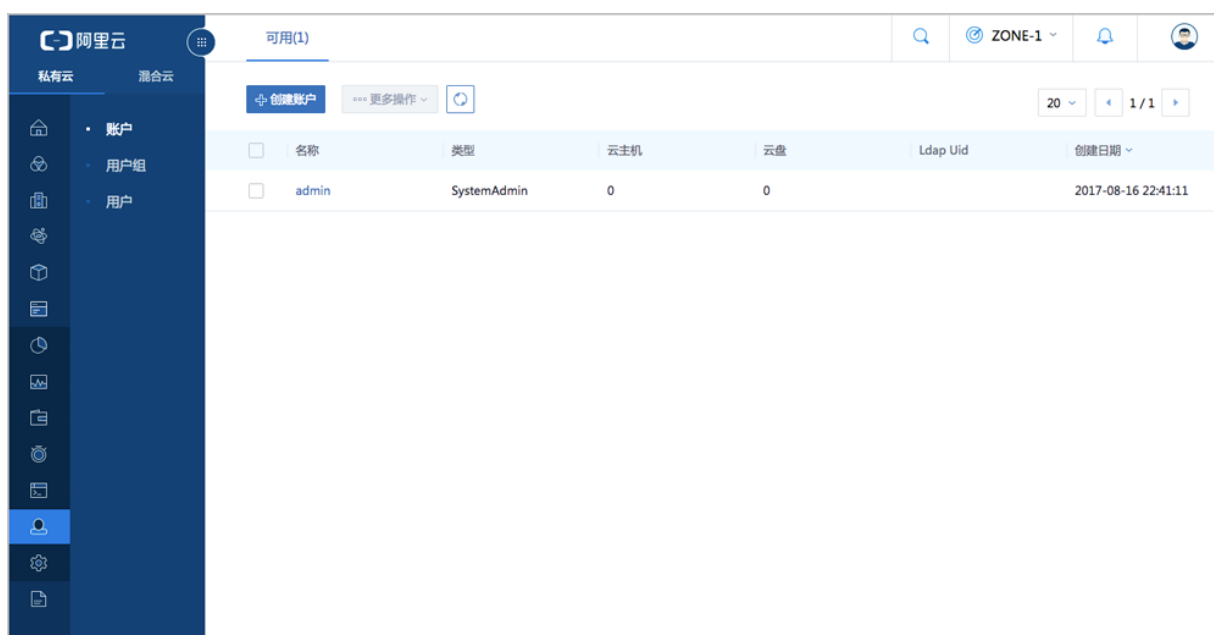 阿里云
可用(1)
ZONE-1
私有云
混合云
创建账户
更多操作
20
1 / 1
账户
用户组
用户
名称
类型
云主机
云盘
Ldap Uid
创建日期
admin
SystemAdmin
0
0
2017-08-16 22:41:11